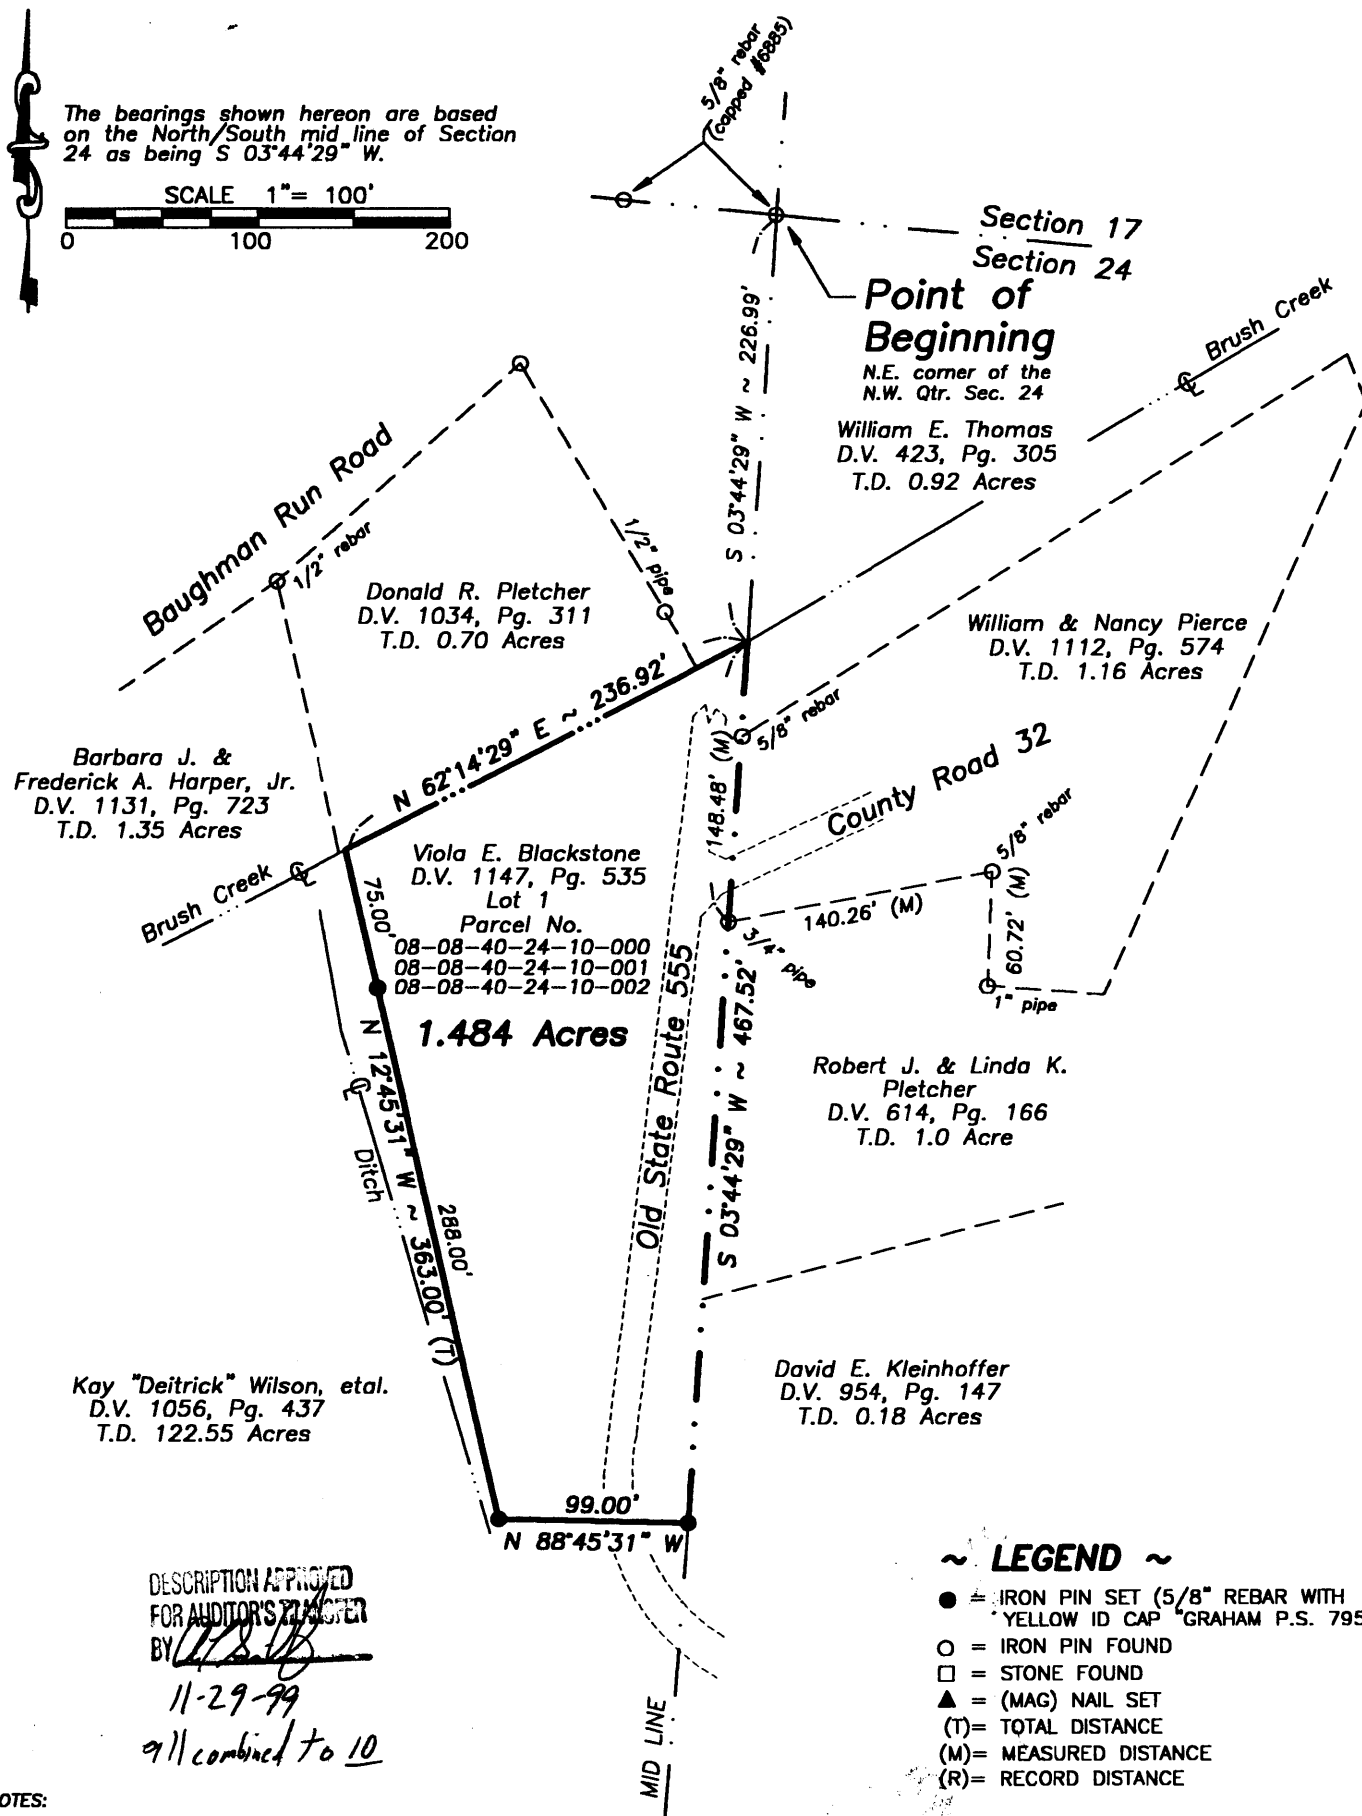 The bearings shown hereon are based
on the North/South mid line of Section
24 as being S 03°44'29" W.
SCALE 1"= 100'
0 100 200
5/8" rebar
(capped #6885)
Section 17
Section 24
Point of
Beginning
N.E. corner of the
N.W. Qtr. Sec. 24
S 03°44'29" W ~ 226.99'
Brush Creek
William E. Thomas
D.V. 423, Pg. 305
T.D. 0.92 Acres
Baughman Run Road
1/2" rebar
1/2" pipe
Donald R. Pletcher
D.V. 1034, Pg. 311
T.D. 0.70 Acres
William & Nancy Pierce
D.V. 1112, Pg. 574
T.D. 1.16 Acres
N 62°14'29" E ~ 236.92'
5/8" rebar
148.48' (M)
County Road 32
Barbara J. &
Frederick A. Harper, Jr.
D.V. 1131, Pg. 723
T.D. 1.35 Acres
Brush Creek
75.00'
Viola E. Blackstone
D.V. 1147, Pg. 535
Lot 1
Parcel No.
08-08-40-24-10-000
08-08-40-24-10-001
08-08-40-24-10-002
1.484 Acres
5/8" rebar
140.26' (M)
60.72' (M)
3/4" pipe
1" pipe
Old State Route 555
S 03°44'29" W ~ 467.52'
N 12°45'31" W ~ 363.00' (T)
288.00'
Ditch
Robert J. & Linda K.
Pletcher
D.V. 614, Pg. 166
T.D. 1.0 Acre
Kay "Deitrick" Wilson, etal.
D.V. 1056, Pg. 437
T.D. 122.55 Acres
David E. Kleinhoffer
D.V. 954, Pg. 147
T.D. 0.18 Acres
99.00'
N 88°45'31" W
MID LINE
DESCRIPTION APPROVED
FOR AUDITOR'S TRANSFER
BY
11-29-99
all combined to 10
~ LEGEND ~
● = IRON PIN SET (5/8" REBAR WITH
YELLOW ID CAP "GRAHAM P.S. 795
○ = IRON PIN FOUND
□ = STONE FOUND
▲ = (MAG) NAIL SET
(T)= TOTAL DISTANCE
(M)= MEASURED DISTANCE
(R)= RECORD DISTANCE
OTES: